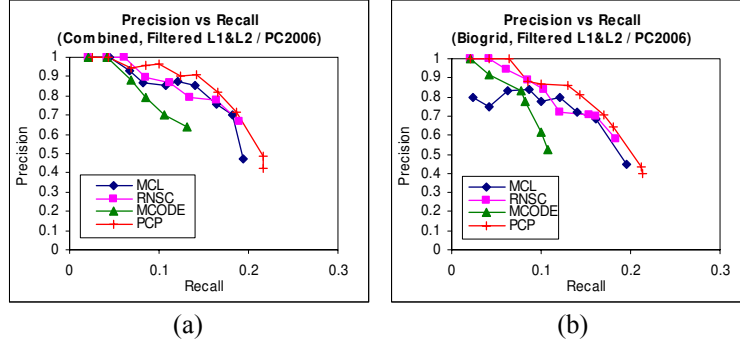 Precision vs Recall
(Combined, Filtered L1&L2 / PC2006)
1
0.9
0.8
0.7
0.6
0.5
0.4
0.3
0.2
0.1
0
Precision
MCL
RNSC
MCODE
PCP
0
0.1
0.2
0.3
Recall
(a)
Precision vs Recall
(Biogrid, Filtered L1&L2 / PC2006)
1
0.9
0.8
0.7
0.6
0.5
0.4
0.3
0.2
0.1
0
Precision
MCL
RNSC
MCODE
PCP
0
0.1
0.2
0.3
Recall
(b)